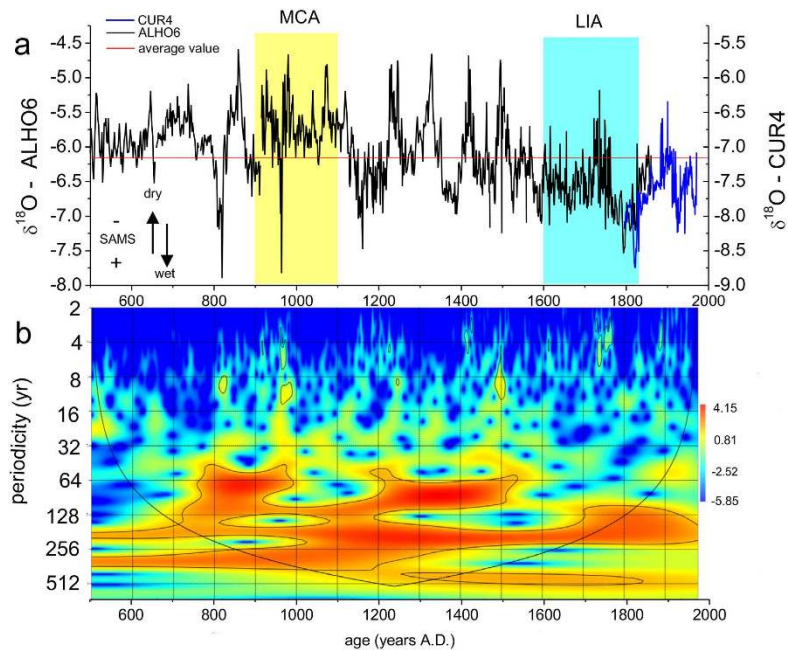 MCA
LIA
a
CUR4
ALHO6
average value
-4.5
-5.0
-5.5
-6.0
-6.5
-7.0
-7.5
-8.0
δ¹⁸O - ALHO6
-5.5
-6.0
-6.5
-7.0
-7.5
-8.0
-8.5
-9.0
δ¹⁸O - CUR4
dry
-
SAMS
+
wet
600 800 1000 1200 1400 1600 1800 2000
b
2
4
8
16
32
64
128
256
512
periodicity (yr)
4.15
0.81
-2.52
-5.85
600 800 1000 1200 1400 1600 1800 2000
age (years A.D.)